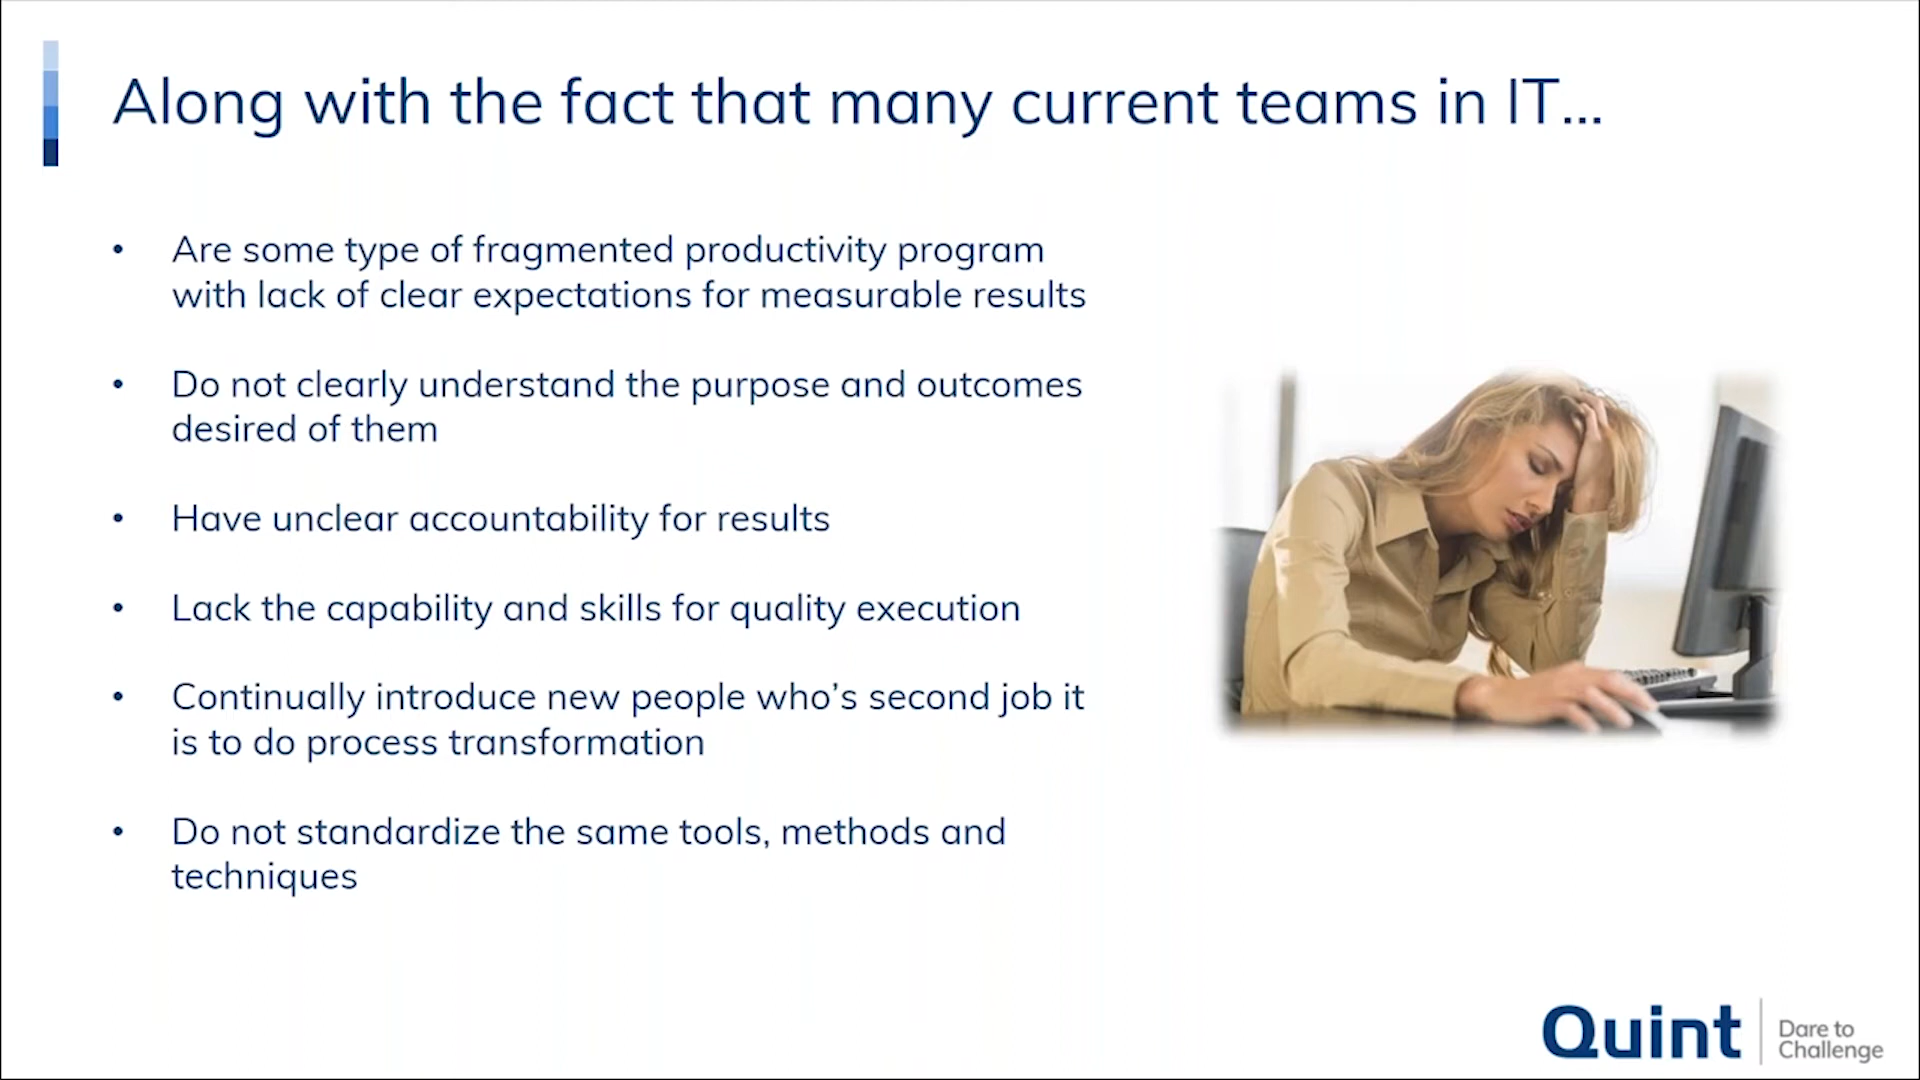 Along with the fact that many current teams in IT...
• Are some type of fragmented productivity program
with lack of clear expectations for measurable results
• Do not clearly understand the purpose and outcomes
desired of them
• Have unclear accountability for results
• Lack the capability and skills for quality execution
• Continually introduce new people who’s second job it
is to do process transformation
• Do not standardize the same tools, methods and
techniques
Quint
Dare to
Challenge